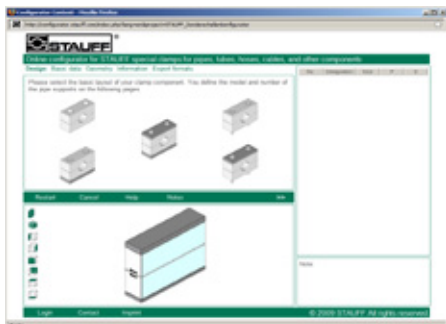 Configurator - Mozilla Firefox
STAUFF®
Online configurator for STAUFF special clamps for pipes, tubes, hoses, cables, and other components
Design Basic data Geometry Information Export formats
Please select the basic layout of your clamp component. You define the model and number of
the pipe supports on the following pages.
Restart Cancel Help Notes >>
Note
Login Contact Imprint © 2009 STAUFF All rights reserved